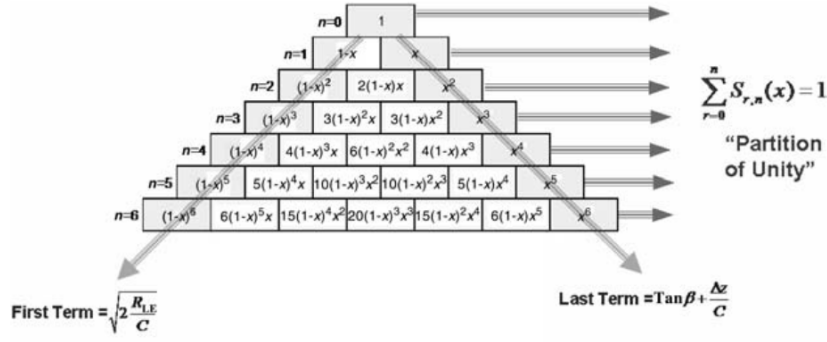 n=0 1
n=1 1-x x
n=2 (1-x)² 2(1-x)x x²
n=3 (1-x)³ 3(1-x)²x 3(1-x)x² x³
n=4 (1-x)⁴ 4(1-x)³x 6(1-x)²x² 4(1-x)x³ x⁴
n=5 (1-x)⁵ 5(1-x)⁴x 10(1-x)³x² 10(1-x)²x³ 5(1-x)x⁴ x⁵
n=6 (1-x)⁶ 6(1-x)⁵x 15(1-x)⁴x² 20(1-x)³x³ 15(1-x)²x⁴ 6(1-x)x⁵ x⁶
∑ₙ r=0 Sᵣ,ₙ(x)=1
"Partition
of Unity"
First Term = √(2 R_LE/C)
Last Term =Tanβ+Δz/C